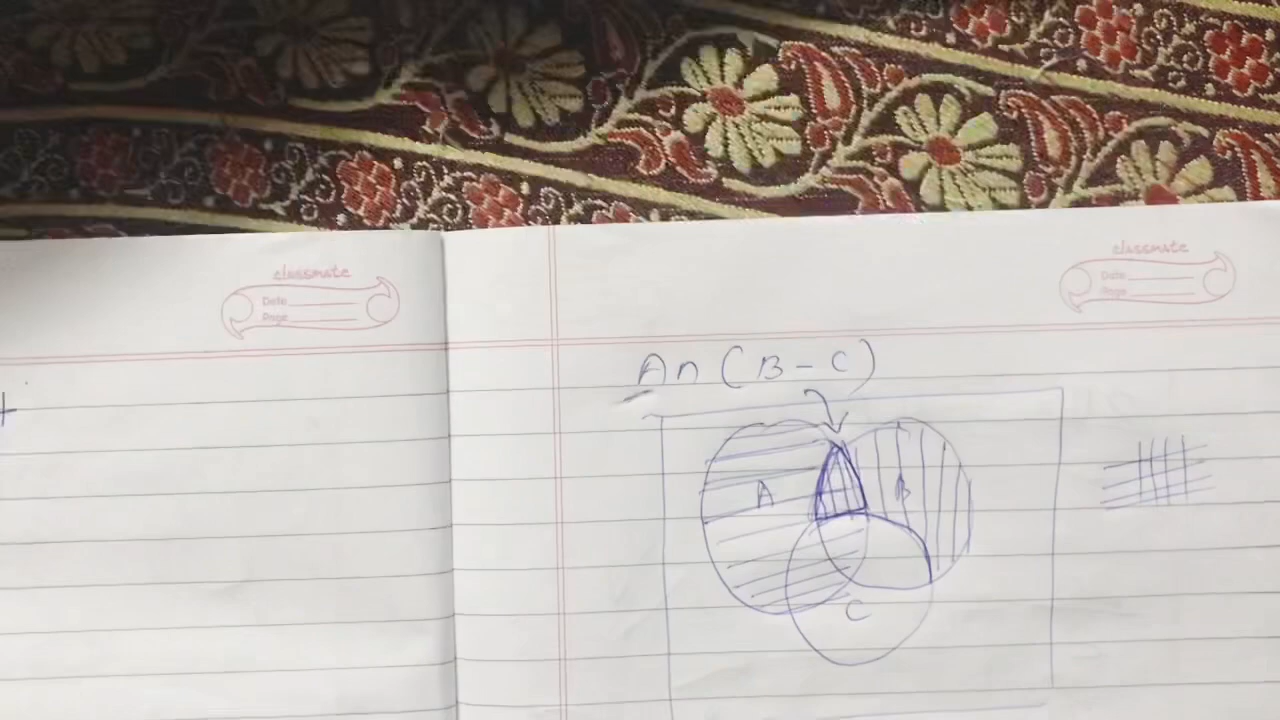 classmate
Date
Page
classmate
Date
Page
A∩(B-C)
A
B
C